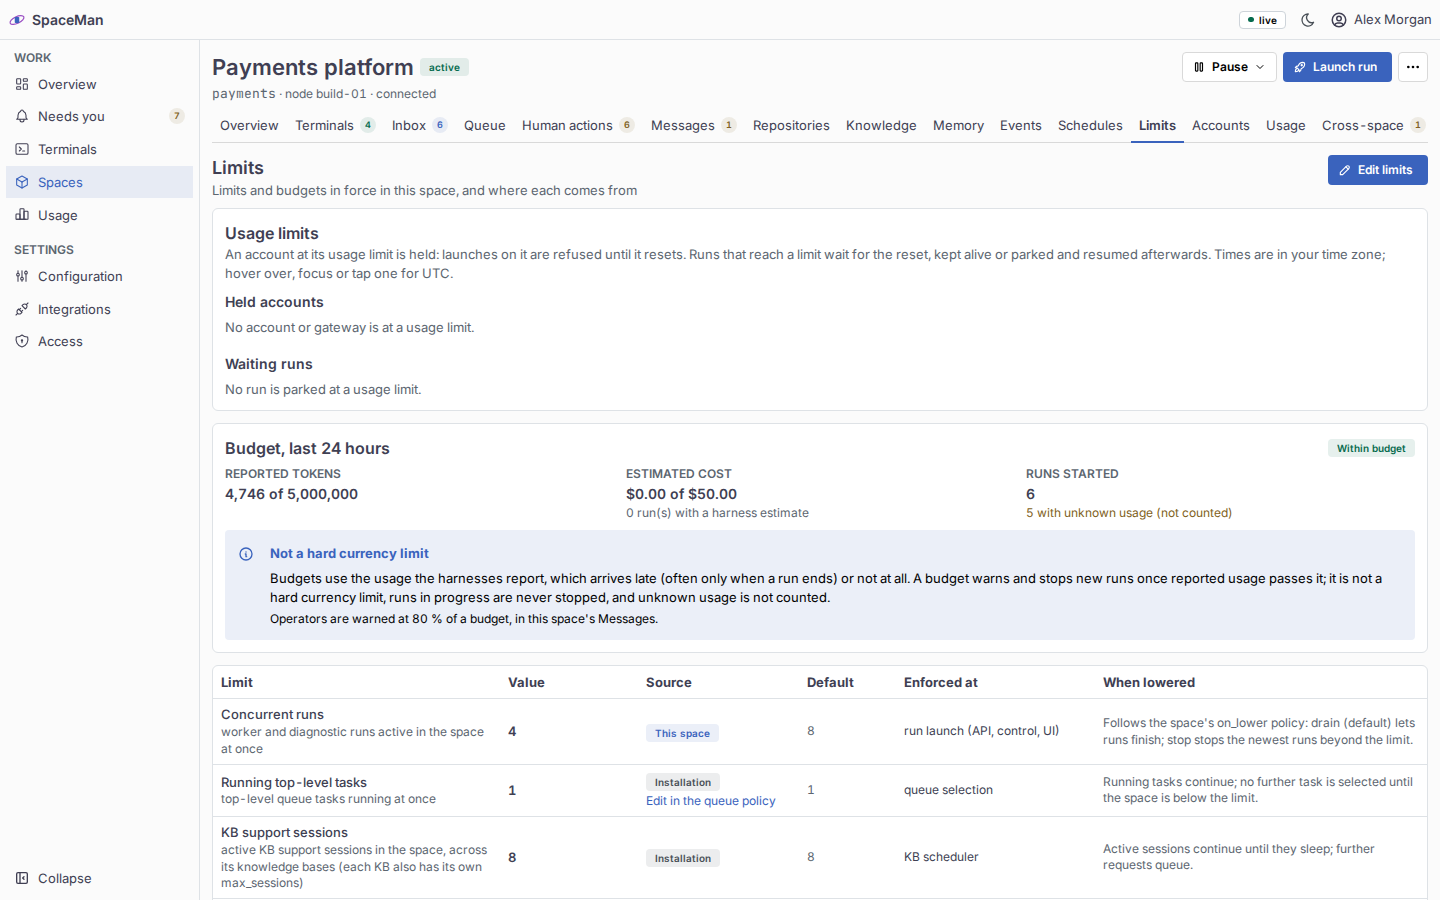 SpaceMan
live
Alex Morgan
WORK
Overview
Needs you 7
Terminals
Spaces
Usage
SETTINGS
Configuration
Integrations
Access
Collapse
Payments platform active
payments · node build-01 · connected
Pause
Launch run
Overview Terminals 4 Inbox 6 Queue Human actions 6 Messages 1 Repositories Knowledge Memory Events Schedules Limits Accounts Usage Cross-space 1
Limits
Limits and budgets in force in this space, and where each comes from
Edit limits
Usage limits
An account at its usage limit is held: launches on it are refused until it resets. Runs that reach a limit wait for the reset, kept alive or parked and resumed afterwards. Times are in your time zone;
hover over, focus or tap one for UTC.
Held accounts
No account or gateway is at a usage limit.
Waiting runs
No run is parked at a usage limit.
Budget, last 24 hours
Within budget
REPORTED TOKENS
4,746 of 5,000,000
ESTIMATED COST
$0.00 of $50.00
0 run(s) with a harness estimate
RUNS STARTED
6
5 with unknown usage (not counted)
Not a hard currency limit
Budgets use the usage the harnesses report, which arrives late (often only when a run ends) or not at all. A budget warns and stops new runs once reported usage passes it; it is not a
hard currency limit, runs in progress are never stopped, and unknown usage is not counted.
Operators are warned at 80 % of a budget, in this space's Messages.
Limit Value Source Default Enforced at When lowered
Concurrent runs
worker and diagnostic runs active in the space
at once
4
This space
8
run launch (API, control, UI)
Follows the space's on_lower policy: drain (default) lets
runs finish; stop stops the newest runs beyond the limit.
Running top-level tasks
top-level queue tasks running at once
1
Installation
Edit in the queue policy
1
queue selection
Running tasks continue; no further task is selected until
the space is below the limit.
KB support sessions
active KB support sessions in the space, across
its knowledge bases (each KB also has its own
max_sessions)
8
Installation
8
KB scheduler
Active sessions continue until they sleep; further
requests queue.